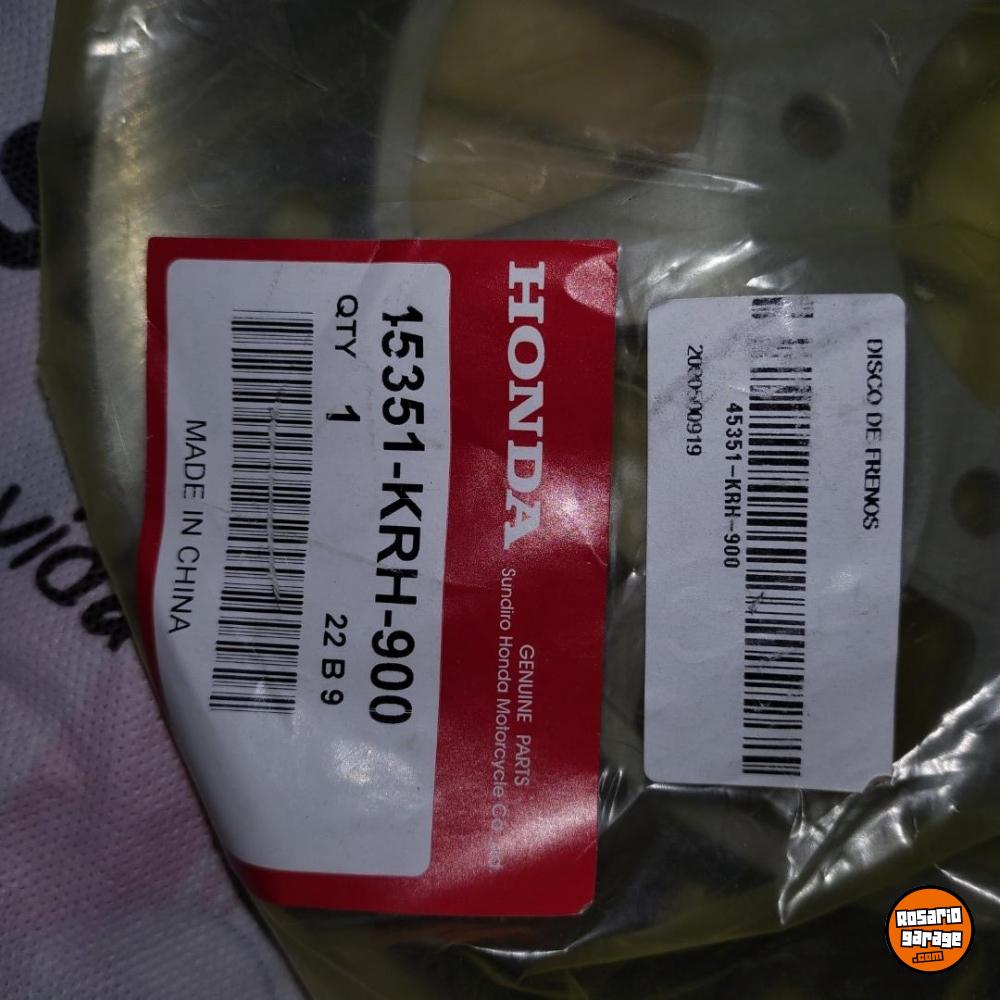 HONDA
GENUINE PARTS
Sundiro Honda Motorcycle Co.
15351-KRH-900
QTY 1
22 B 9
MADE IN CHINA
DISCO DE FRENOS
45351-KRH-900
2000-00919
Rosario
garage
.com